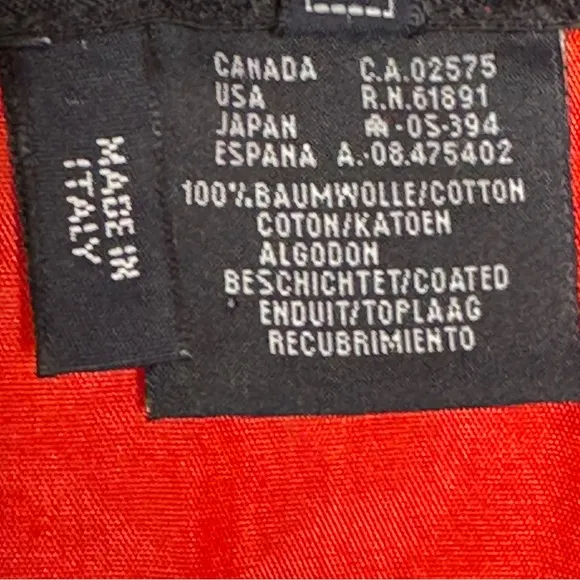 CANADA C.A.02575
USA R.N.61891
JAPAN -OS-394
ESPANA A.-08.475402
100%BAUMWOLLE/COTTON
COTON/KATOEN
ALGODON
BESCHICHTET/COATED
ENDUIT/TOPLAAG
RECUBRIMIENTO
MADE IN
ITALY